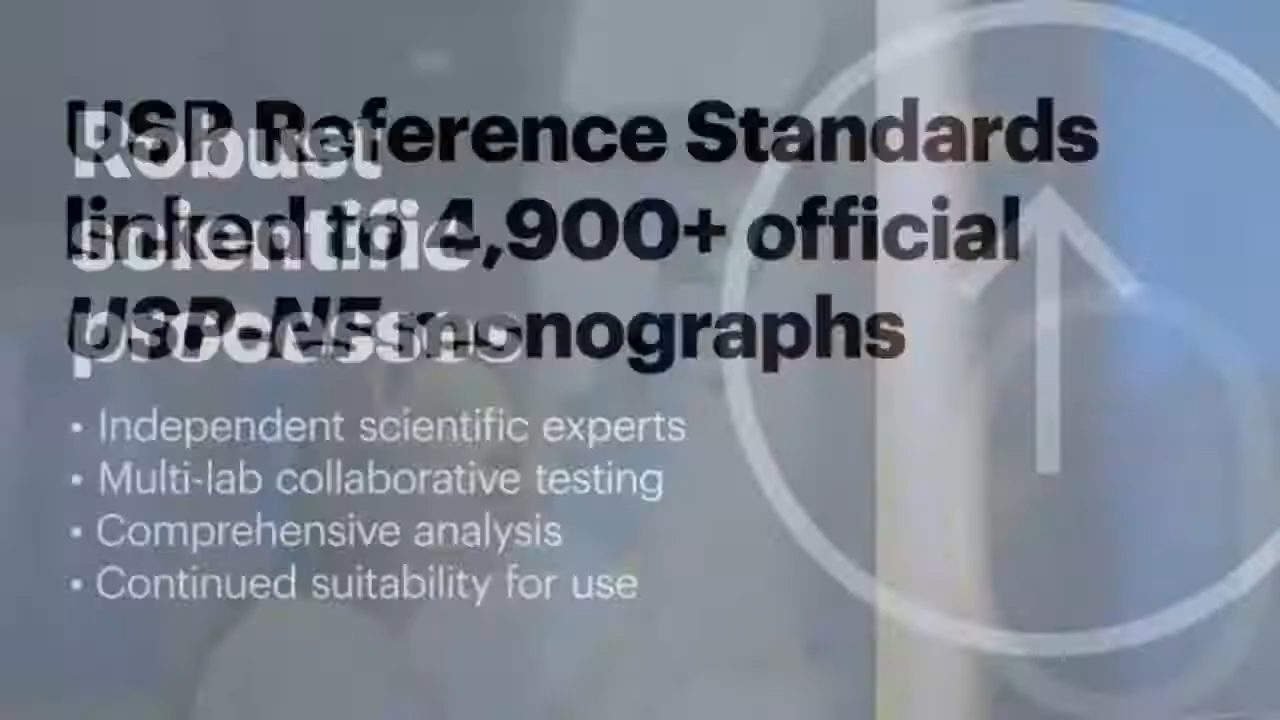 USP Reference Standards
linked to 4,900+ official
USP-NF monographs
Robust
scientific
processes
• Independent scientific experts
• Multi-lab collaborative testing
• Comprehensive analysis
• Continued suitability for use